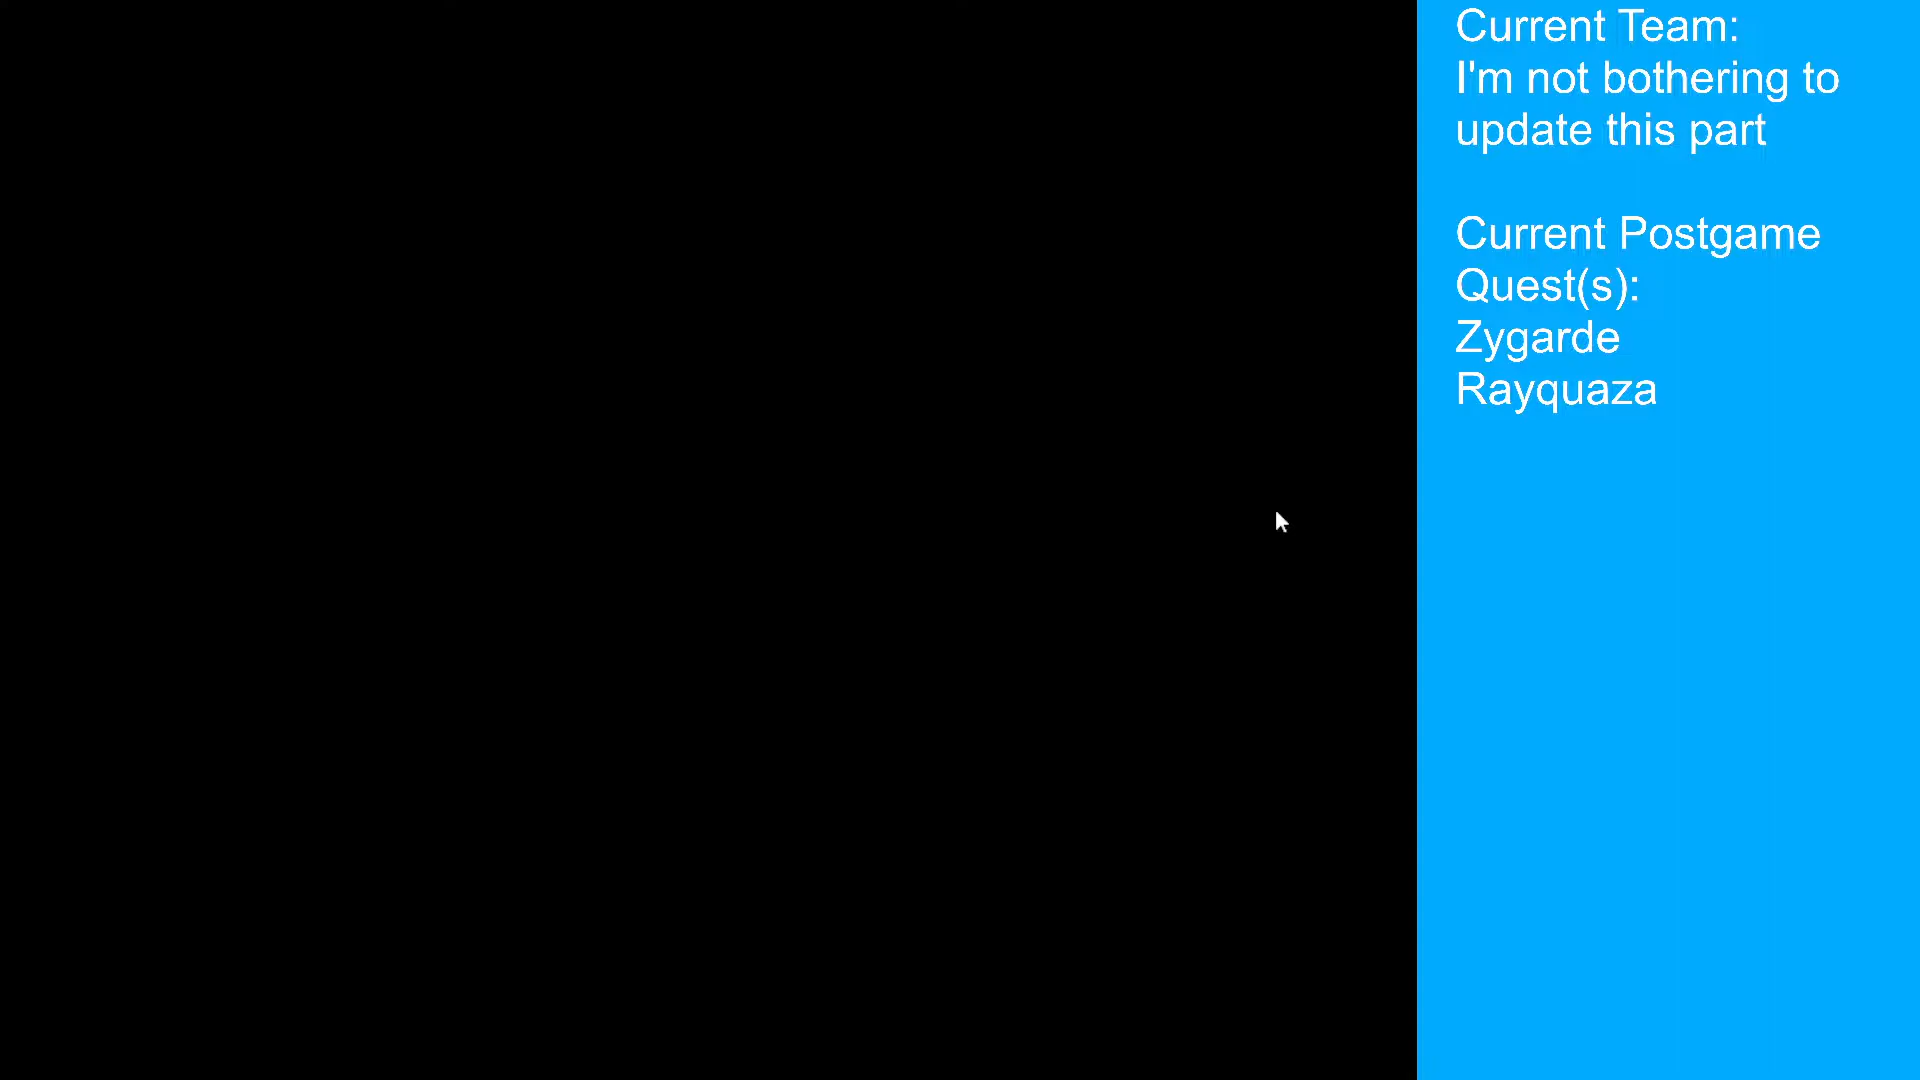 Current Team:
I'm not bothering to
update this part
Current Postgame
Quest(s):
Zygarde
Rayquaza